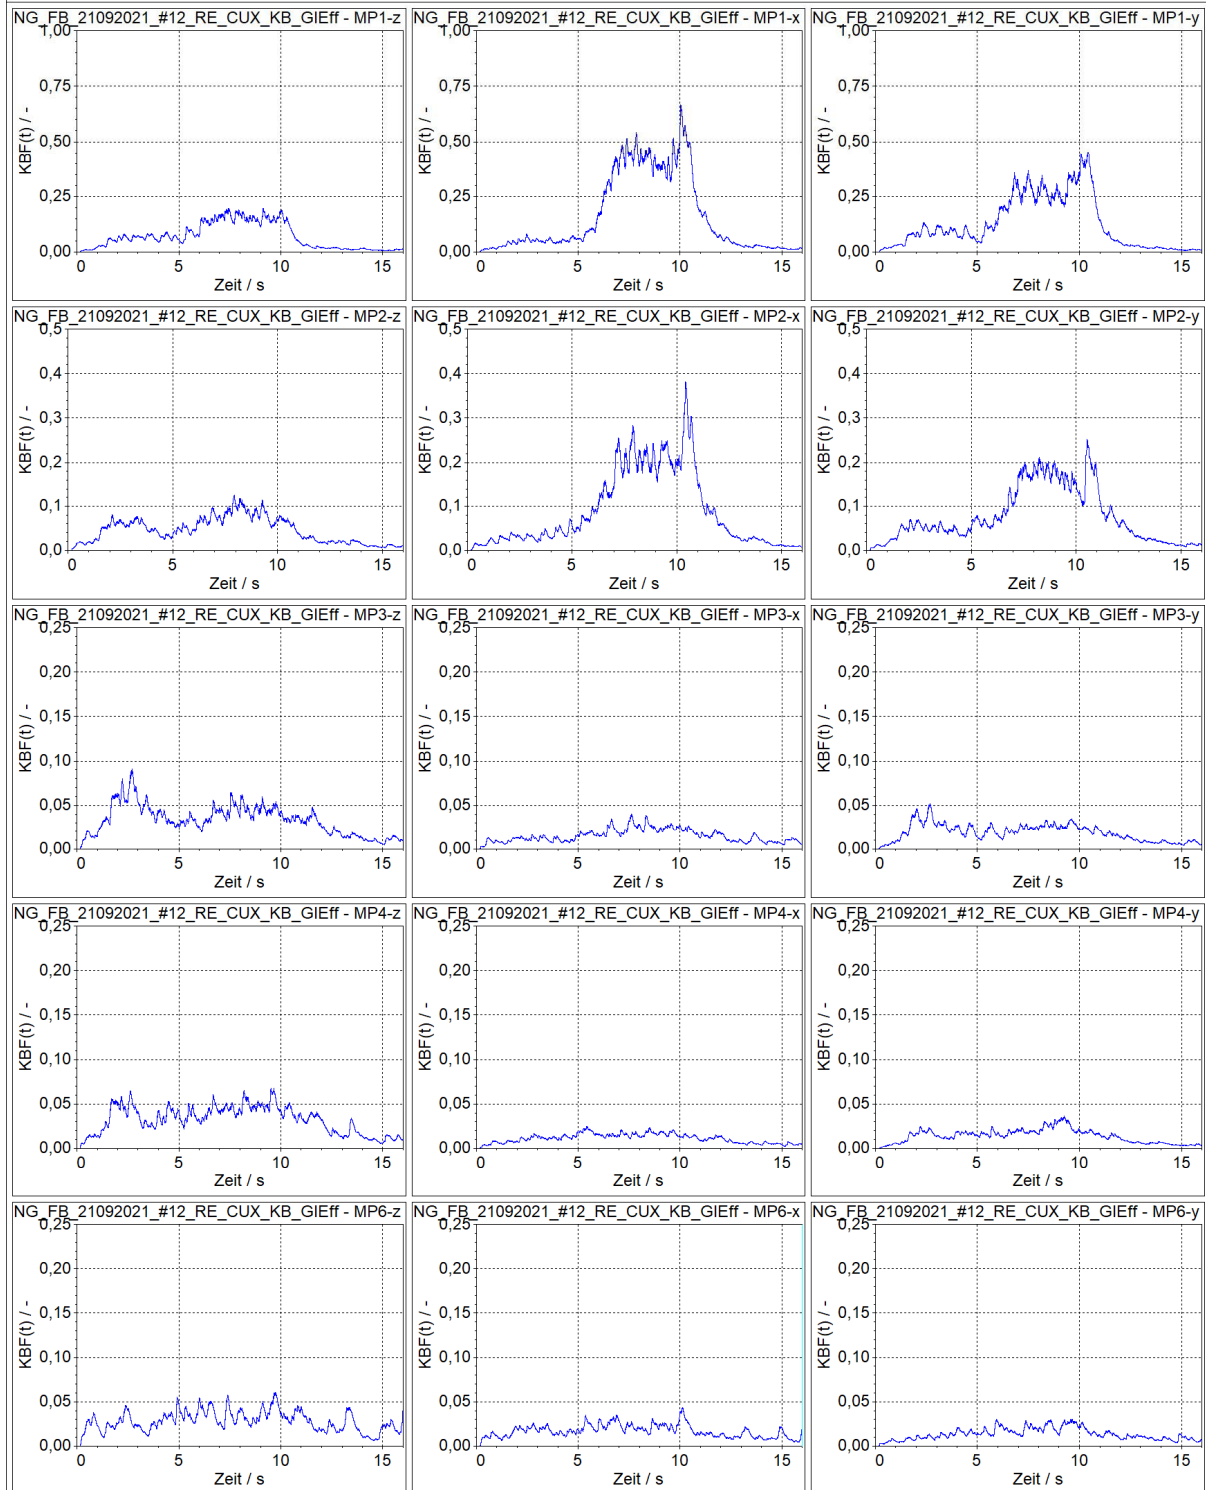 NG_FB_21092021_#12_RE_CUX_KB_GIEff - MP1-z
1,00
0,75
0,50
0,25
0,00
KBF(t) / -
0 5 10 15
Zeit / s
NG_FB_21092021_#12_RE_CUX_KB_GIEff - MP1-x
1,00
0,75
0,50
0,25
0,00
KBF(t) / -
0 5 10 15
Zeit / s
NG_FB_21092021_#12_RE_CUX_KB_GIEff - MP1-y
1,00
0,75
0,50
0,25
0,00
KBF(t) / -
0 5 10 15
Zeit / s
NG_FB_21092021_#12_RE_CUX_KB_GIEff - MP2-z
0,5
0,4
0,3
0,2
0,1
0,0
KBF(t) / -
0 5 10 15
Zeit / s
NG_FB_21092021_#12_RE_CUX_KB_GIEff - MP2-x
0,5
0,4
0,3
0,2
0,1
0,0
KBF(t) / -
0 5 10 15
Zeit / s
NG_FB_21092021_#12_RE_CUX_KB_GIEff - MP2-y
0,5
0,4
0,3
0,2
0,1
0,0
KBF(t) / -
0 5 10 15
Zeit / s
NG_FB_21092021_#12_RE_CUX_KB_GIEff - MP3-z
0,25
0,20
0,15
0,10
0,05
0,00
KBF(t) / -
0 5 10 15
Zeit / s
NG_FB_21092021_#12_RE_CUX_KB_GIEff - MP3-x
0,25
0,20
0,15
0,10
0,05
0,00
KBF(t) / -
0 5 10 15
Zeit / s
NG_FB_21092021_#12_RE_CUX_KB_GIEff - MP3-y
0,25
0,20
0,15
0,10
0,05
0,00
KBF(t) / -
0 5 10 15
Zeit / s
NG_FB_21092021_#12_RE_CUX_KB_GIEff - MP4-z
0,25
0,20
0,15
0,10
0,05
0,00
KBF(t) / -
0 5 10 15
Zeit / s
NG_FB_21092021_#12_RE_CUX_KB_GIEff - MP4-x
0,25
0,20
0,15
0,10
0,05
0,00
KBF(t) / -
0 5 10 15
Zeit / s
NG_FB_21092021_#12_RE_CUX_KB_GIEff - MP4-y
0,25
0,20
0,15
0,10
0,05
0,00
KBF(t) / -
0 5 10 15
Zeit / s
NG_FB_21092021_#12_RE_CUX_KB_GIEff - MP6-z
0,25
0,20
0,15
0,10
0,05
0,00
KBF(t) / -
0 5 10 15
Zeit / s
NG_FB_21092021_#12_RE_CUX_KB_GIEff - MP6-x
0,25
0,20
0,15
0,10
0,05
0,00
KBF(t) / -
0 5 10 15
Zeit / s
NG_FB_21092021_#12_RE_CUX_KB_GIEff - MP6-y
0,25
0,20
0,15
0,10
0,05
0,00
KBF(t) / -
0 5 10 15
Zeit / s